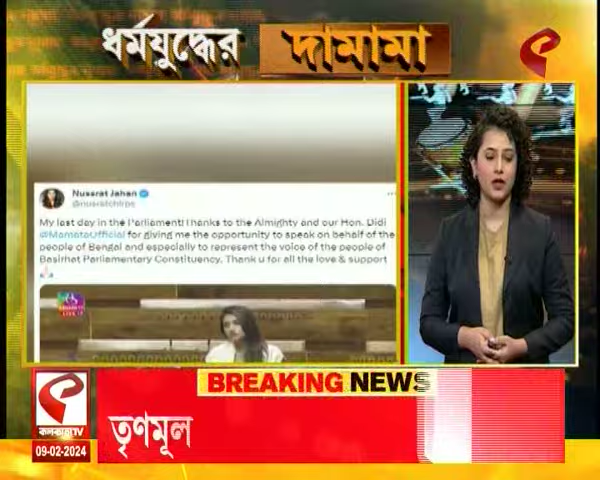 ধর্মযুদ্ধের দামামা
Nusrat Jahan
@nusratchirps
My last day in the Parliament!Thanks to the Almighty and our Hon. Didi
@MamataOfficial for giving me the opportunity to speak on behalf of the
people of Bengal and especially to represent the voice of the people of
Basirhat Parliamentary Constituency. Thank u for all the love & support
BREAKING NEWS
তৃণমূল
কলকাতা TV
09-02-2024